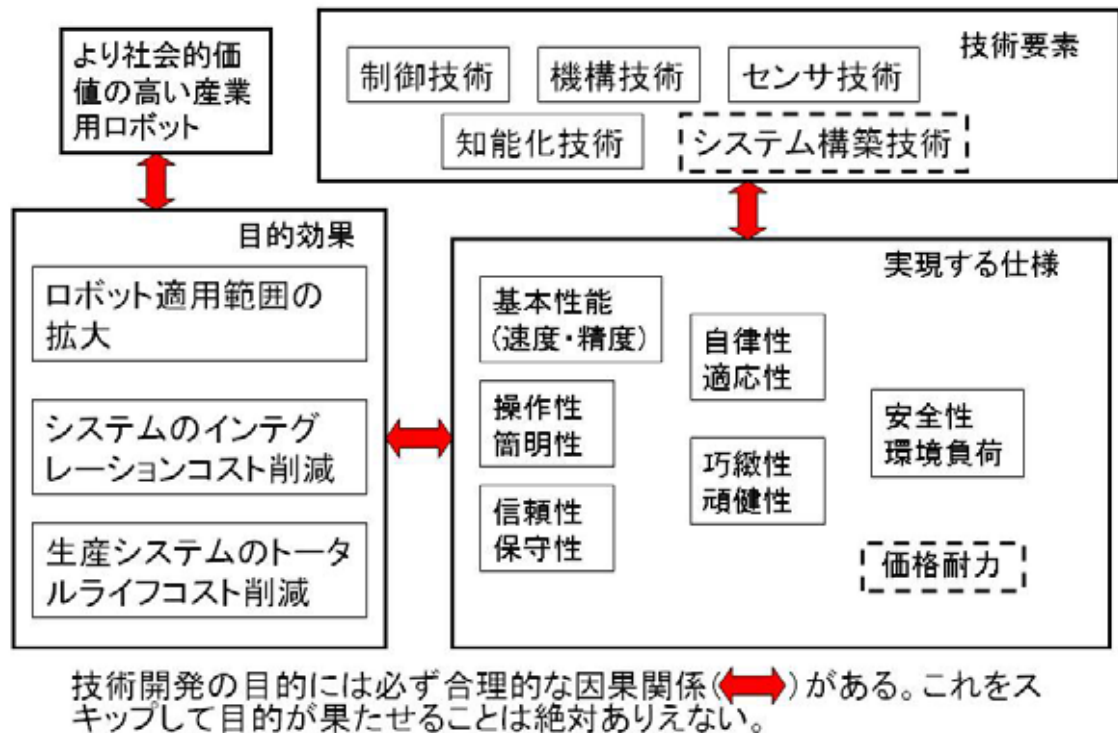 より社会的価
値の高い産業
用ロボット
技術要素
制御技術
機構技術
センサ技術
知能化技術
システム構築技術
目的効果
ロボット適用範囲の
拡大
システムのインテグ
レーションコスト削減
生産システムのトータ
ルライフコスト削減
実現する仕様
基本性能
(速度・精度)
操作性
簡明性
信頼性
保守性
自律性
適応性
巧緻性
頑健性
安全性
環境負荷
価格耐力
技術開発の目的には必ず合理的な因果関係( )がある。これをス
キップして目的が果たせることは絶対ありえない。